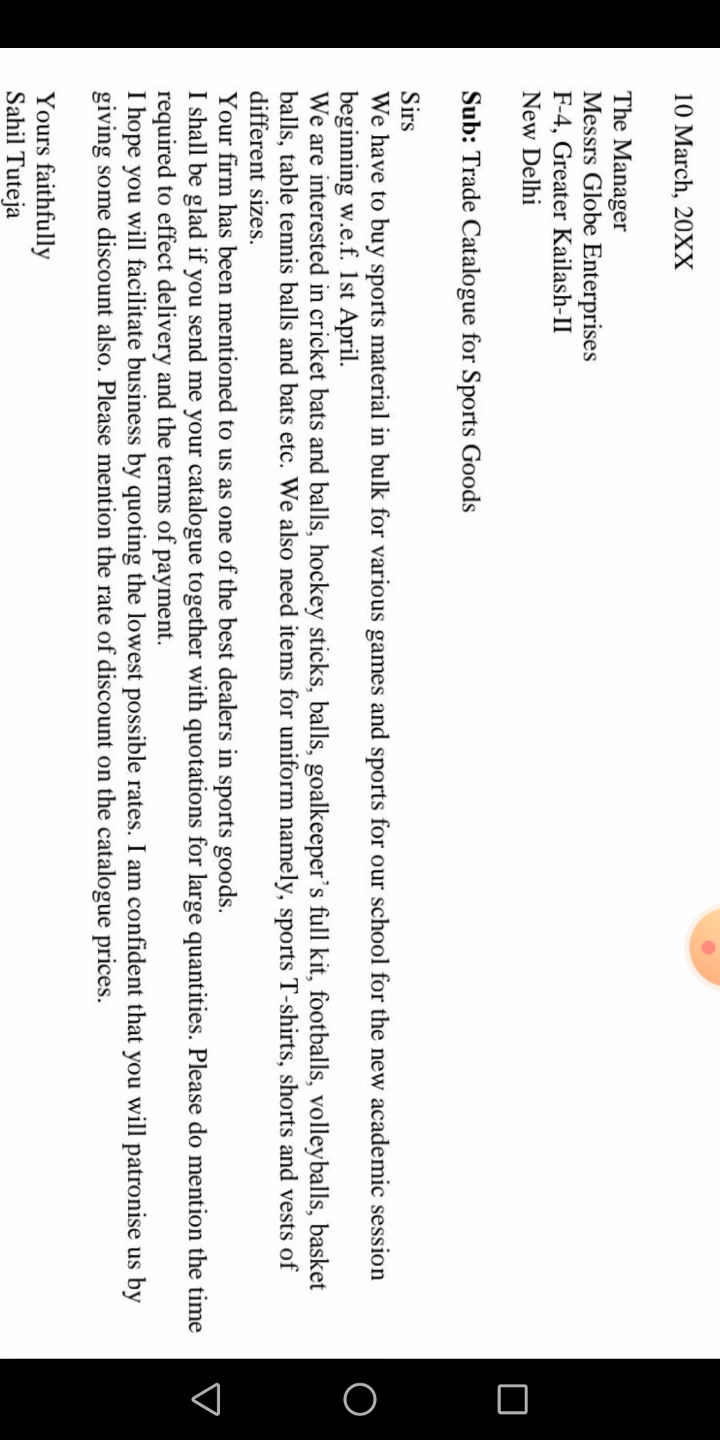 10 March, 20XX
The Manager
Messrs Globe Enterprises
F-4, Greater Kailash-II
New Delhi
Sub: Trade Catalogue for Sports Goods
Sirs
We have to buy sports material in bulk for various games and sports for our school for the new academic session
beginning w.e.f. 1st April.
We are interested in cricket bats and balls, hockey sticks, balls, goalkeeper's full kit, footballs, volleyballs, basket
balls, table tennis balls and bats etc. We also need items for uniform namely, sports T-shirts, shorts and vests of
different sizes.
Your firm has been mentioned to us as one of the best dealers in sports goods.
I shall be glad if you send me your catalogue together with quotations for large quantities. Please do mention the time
required to effect delivery and the terms of payment.
I hope you will facilitate business by quoting the lowest possible rates. I am confident that you will patronise us by
giving some discount also. Please mention the rate of discount on the catalogue prices.
Yours faithfully
Sahil Tuteja